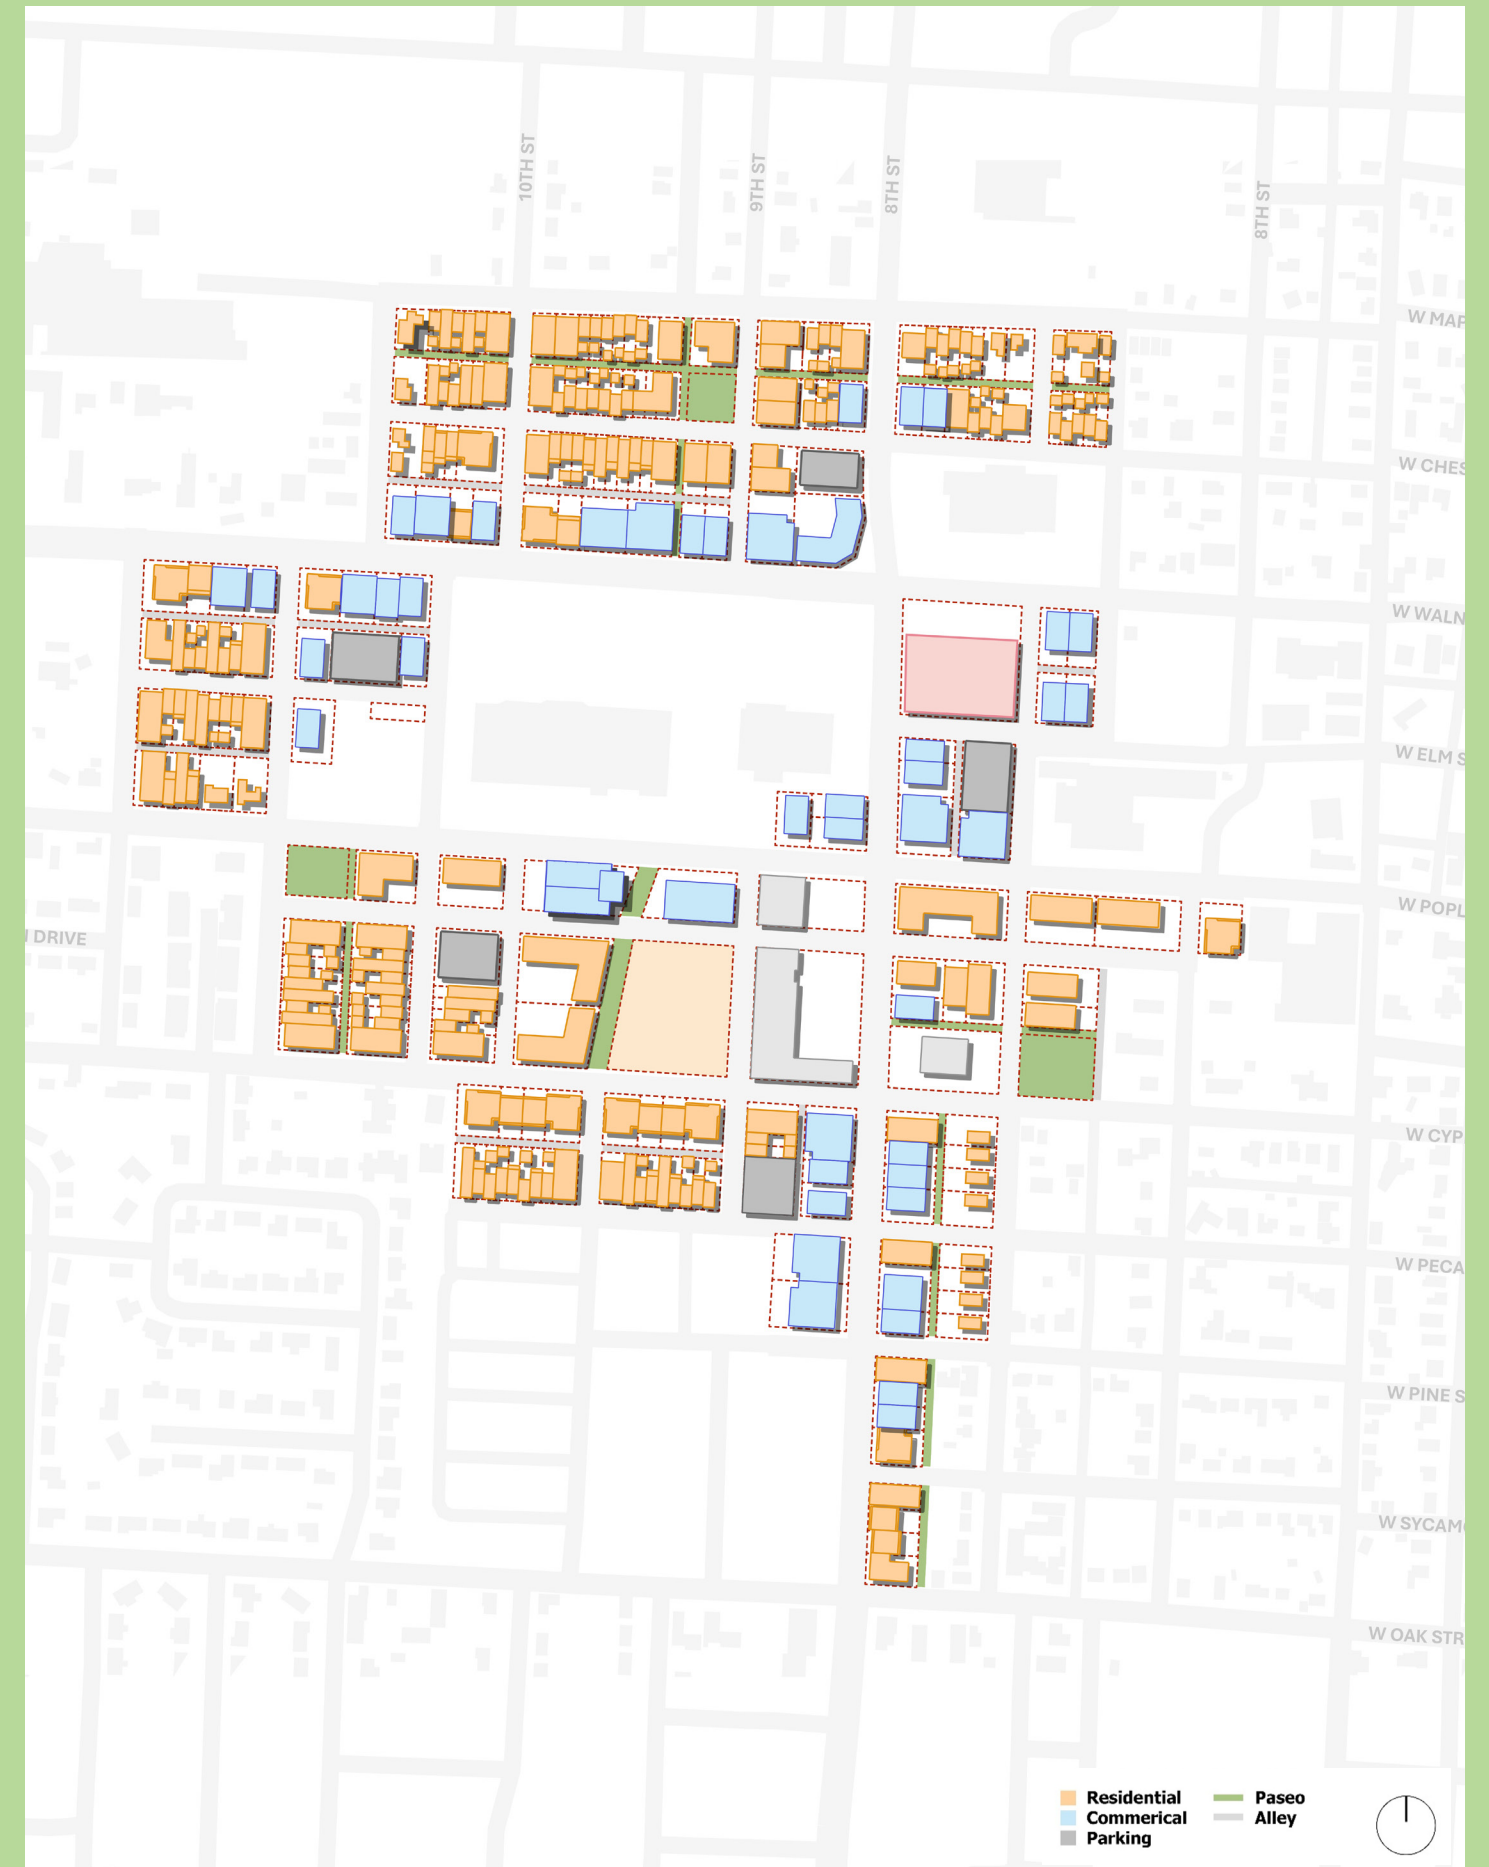 10TH ST
9TH ST
8TH ST
8TH ST
W MAP
W CHES
W WALN
W ELM S
W POPL
DRIVE
W CYP
W PECA
W PINE S
W SYCAM
W OAK STR
Residential
Commerical
Parking
Paseo
Alley